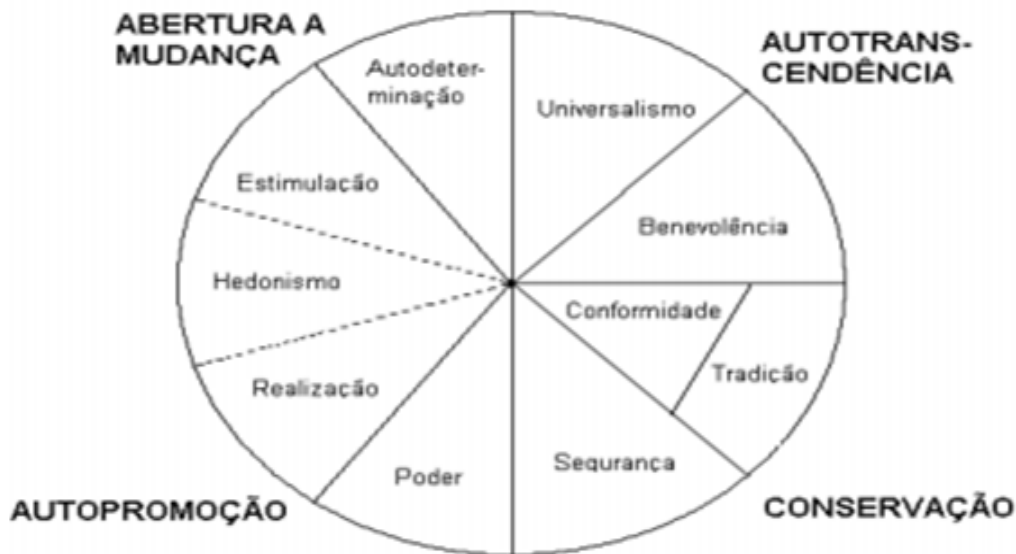 ABERTURA A
MUDANÇA
AUTOTRANS-
CENDÊNCIA
Autodeter-
minação
Universalismo
Estimulação
Benevolência
Hedonismo
Conformidade
Tradição
Realização
Poder
Segurança
AUTOPROMOÇÃO
CONSERVAÇÃO